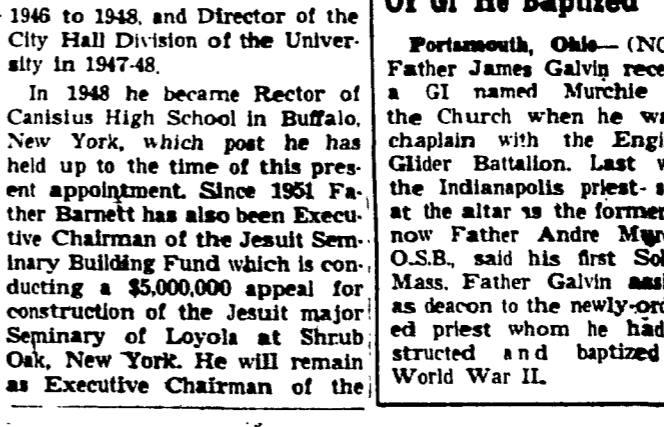 1946 to 1948, and Director of the
City Hall Division of the Univer-
sity in 1947-48.
In 1948 he became Rector of
Canisius High School in Buffalo,
New York, which post he has
held up to the time of this pres-
ent appointment. Since 1951 Fa-
ther Barnett has also been Execu-
tive Chairman of the Jesuit Sem-
inary Building Fund which is con-
ducting a $5,000,000 appeal for
construction of the Jesuit major
Seminary of Loyola at Shrub
Oak, New York. He will remain
as Executive Chairman of the
Of GI He Baptized
Portsmouth, Ohio— (NC
Father James Galvin rece
a GI named Murchie
the Church when he wa
chaplain with the Engi
Glider Battalion. Last w
the Indianapolis priest- s
at the altar as the former
now Father Andre Mur
O.S.B., said his first Sol
Mass. Father Galvin assi
as deacon to the newly-ord
ed priest whom he had
structed and baptized
World War II.